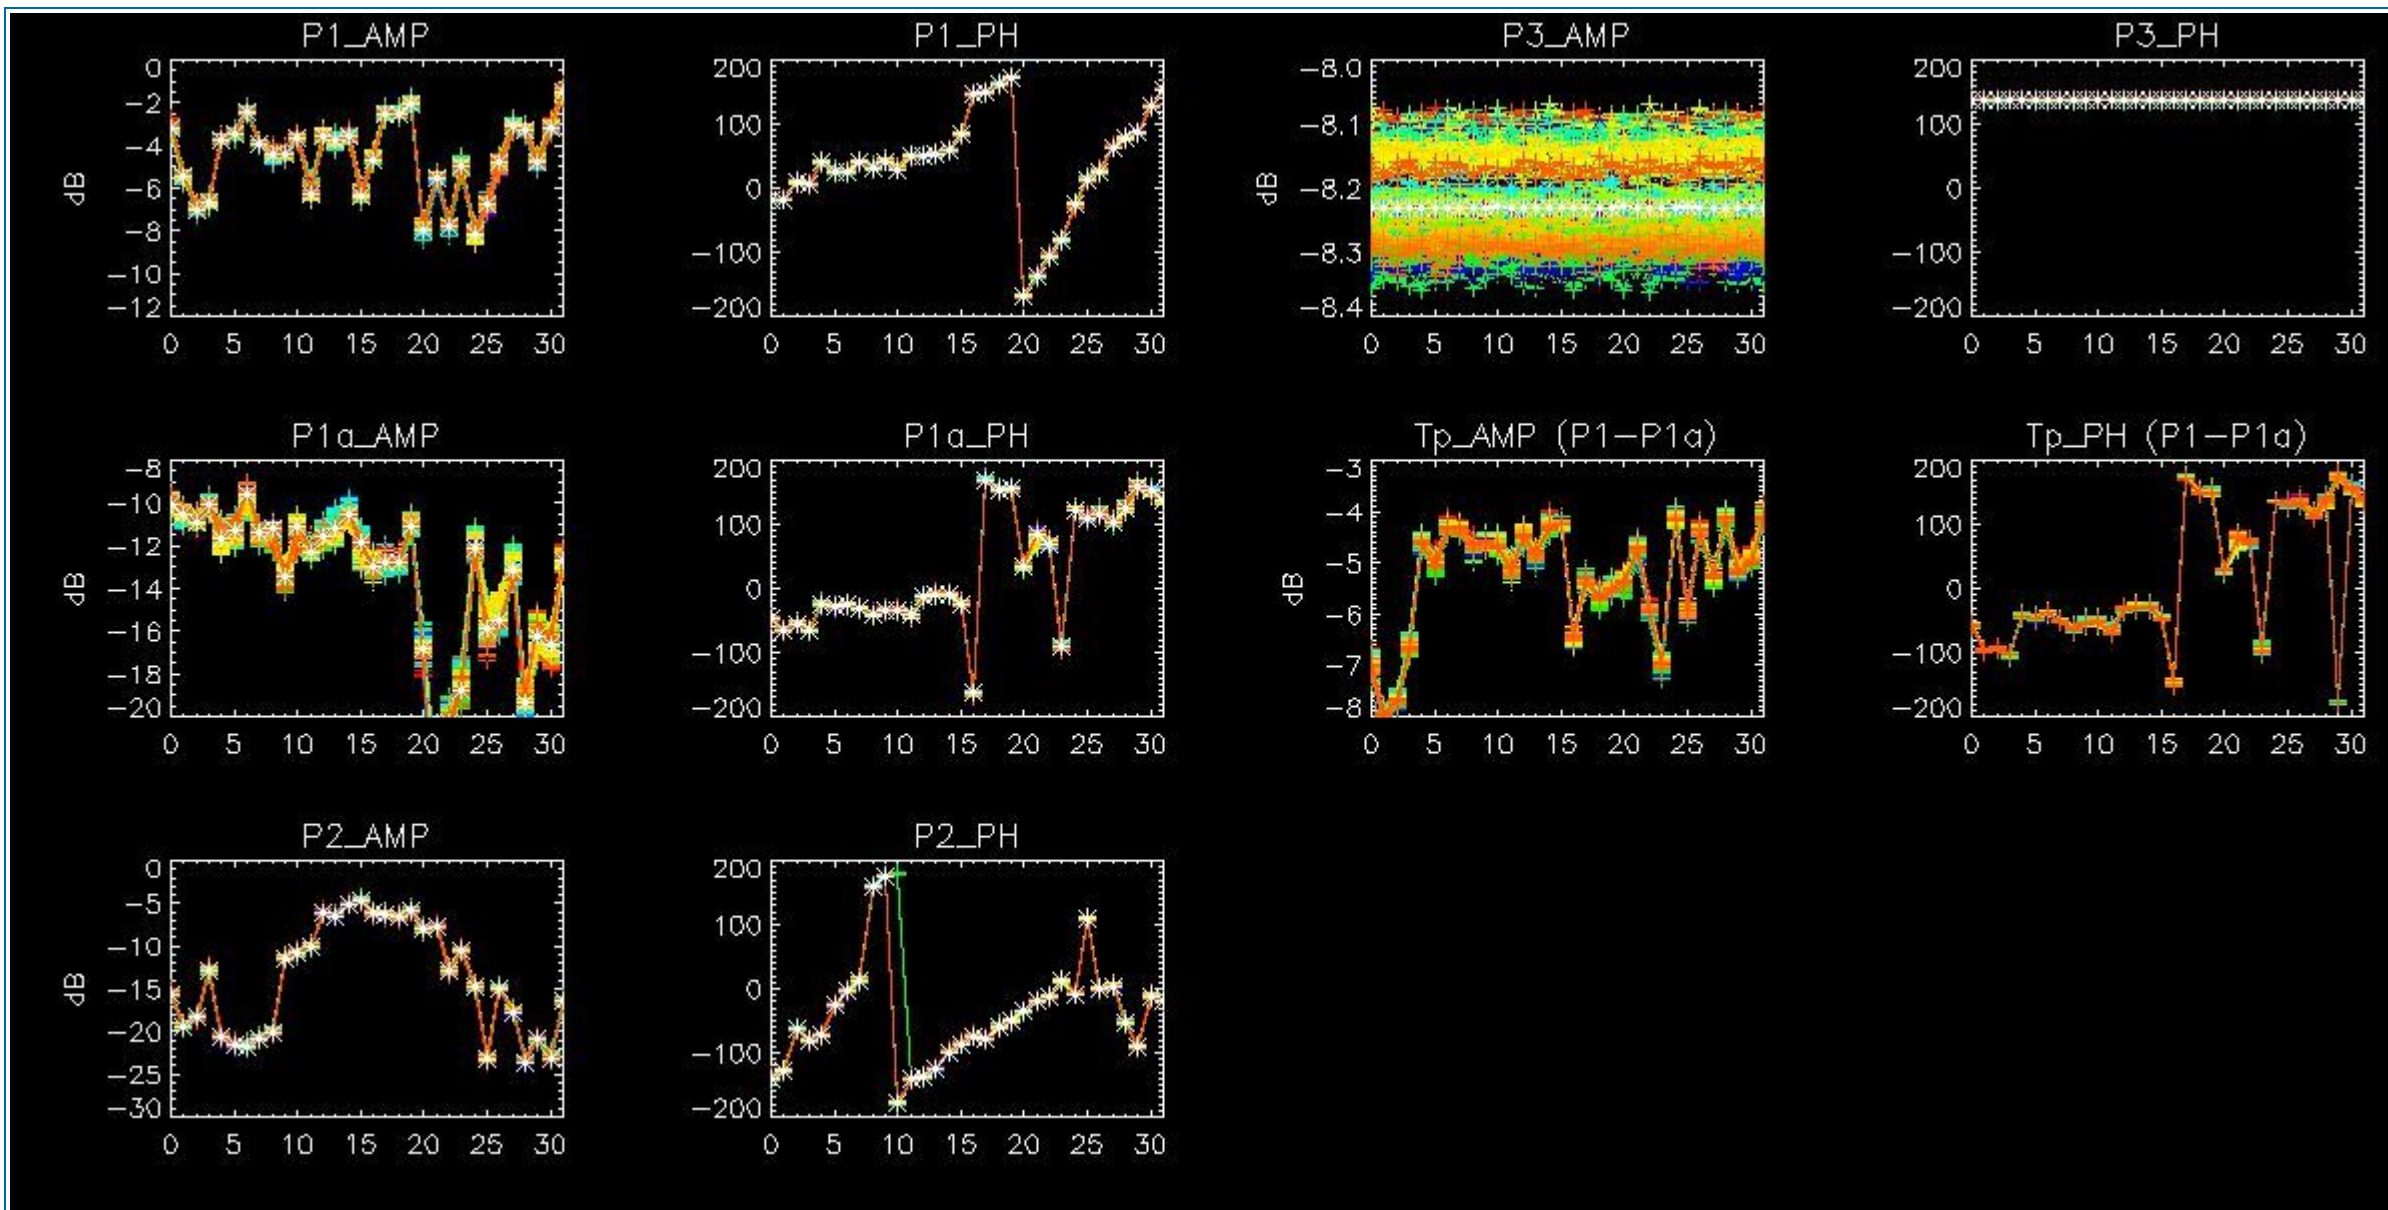 P1_AMP
0
−2
−4
−6
−8
−10
−12
dB
0 5 10 15 20 25 30
P1_PH
200
100
0
−100
−200
0 5 10 15 20 25 30
P3_AMP
−8.0
−8.1
−8.2
−8.3
−8.4
dB
0 5 10 15 20 25 30
P3_PH
200
100
0
−100
−200
0 5 10 15 20 25 30
P1a_AMP
−8
−10
−12
−14
−16
−18
−20
dB
0 5 10 15 20 25 30
P1a_PH
200
100
0
−100
−200
0 5 10 15 20 25 30
Tp_AMP (P1−P1a)
−3
−4
−5
−6
−7
−8
dB
0 5 10 15 20 25 30
Tp_PH (P1−P1a)
200
100
0
−100
−200
0 5 10 15 20 25 30
P2_AMP
0
−5
−10
−15
−20
−25
−30
dB
0 5 10 15 20 25 30
P2_PH
200
100
0
−100
−200
0 5 10 15 20 25 30